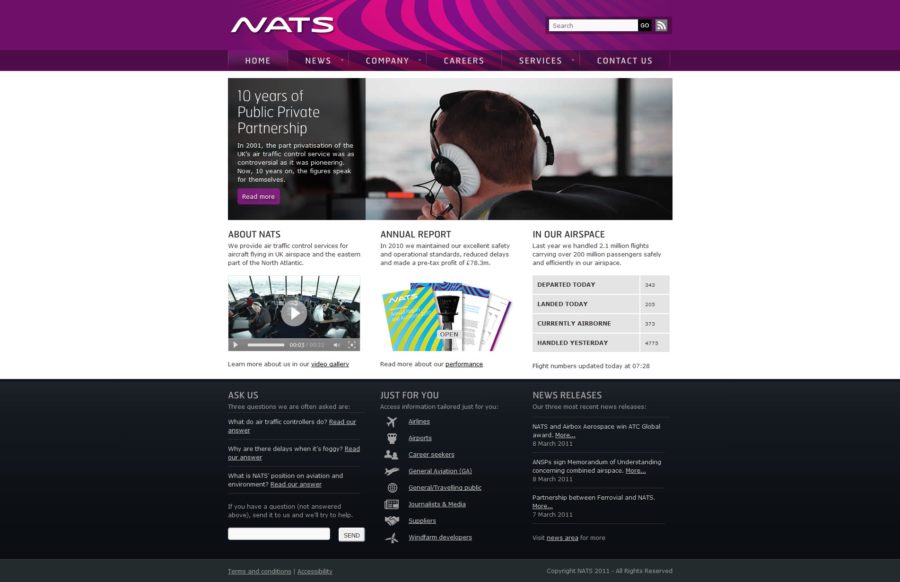 NATS
Search
GO
HOME
NEWS
COMPANY
CAREERS
SERVICES
CONTACT US
10 years of
Public Private
Partnership
In 2001, the part privatisation of the
UK's air traffic control service was as
controversial as it was pioneering.
Now, 10 years on, the figures speak
for themselves.
Read more
ABOUT NATS
We provide air traffic control services for
aircraft flying in UK airspace and the eastern
part of the North Atlantic.
00:03 / 00:32
Learn more about us in our video gallery
ANNUAL REPORT
In 2010 we maintained our excellent safety
and operational standards, reduced delays
and made a pre-tax profit of £78.3m.
NATS
OPEN
Read more about our performance
IN OUR AIRSPACE
Last year we handled 2.1 million flights
carrying over 200 million passengers safely
and efficiently in our airspace.
DEPARTED TODAY 343
LANDED TODAY 205
CURRENTLY AIRBORNE 373
HANDLED YESTERDAY 4773
Flight numbers updated today at 07:28
ASK US
Three questions we are often asked are:
What do air traffic controllers do? Read our
answer
Why are there delays when it's foggy? Read
our answer
What is NATS' position on aviation and
environment? Read our answer
If you have a question (not answered
above), send it to us and we'll try to help.
SEND
JUST FOR YOU
Access information tailored just for you:
Airlines
Airports
Career seekers
General Aviation (GA)
General/Travelling public
Journalists & Media
Suppliers
Windfarm developers
NEWS RELEASES
Our three most recent news releases:
NATS and Airbox Aerospace win ATC Global
award. More...
8 March 2011
ANSPs sign Memorandum of Understanding
concerning combined airspace. More...
8 March 2011
Partnership between Ferrovial and NATS.
More...
7 March 2011
Visit news area for more
Terms and conditions | Accessibility
Copyright NATS 2011 - All Rights Reserved